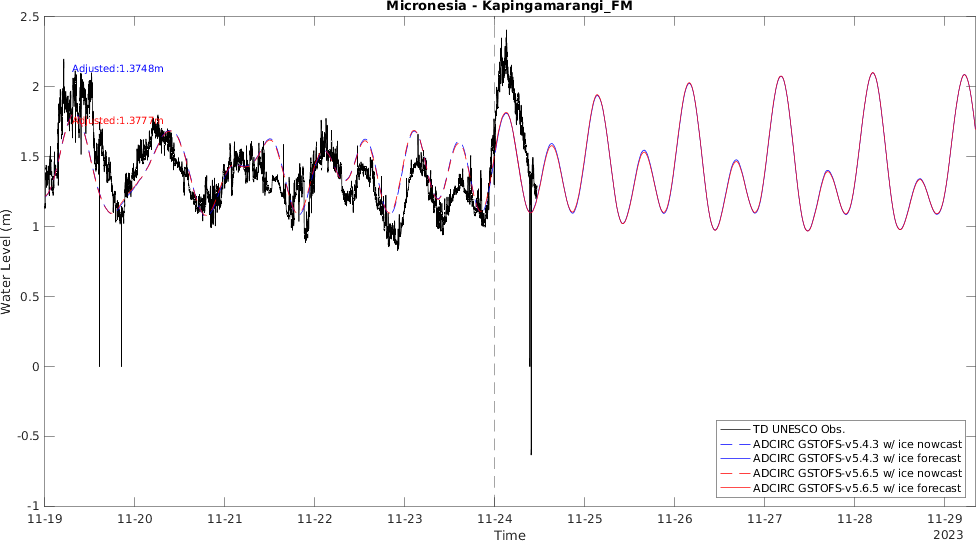 Micronesia - Kapingamarangi_FM
2.5
2
1.5
1
0.5
0
-0.5
-1
Water Level (m)
Adjusted:1.3748m
Adjusted:1.3777m
TD UNESCO Obs.
ADCIRC GSTOFS-v5.4.3 w/ ice nowcast
ADCIRC GSTOFS-v5.4.3 w/ ice forecast
ADCIRC GSTOFS-v5.6.5 w/ ice nowcast
ADCIRC GSTOFS-v5.6.5 w/ ice forecast
11-19 11-20 11-21 11-22 11-23 11-24 11-25 11-26 11-27 11-28 11-29
Time
2023